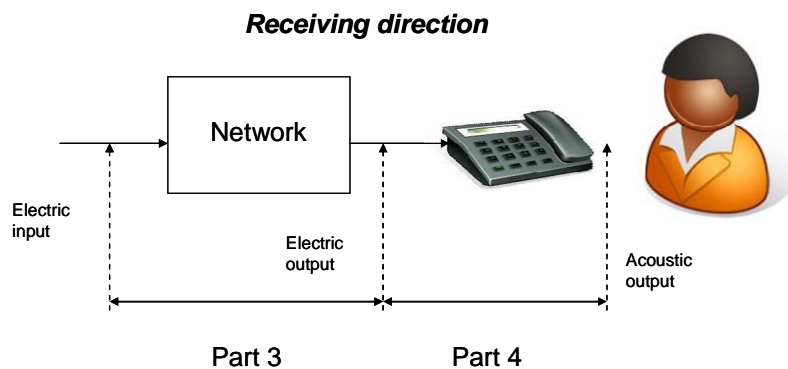 Receiving direction
Network
Electric
input
Electric
output
Acoustic
output
Part 3
Part 4